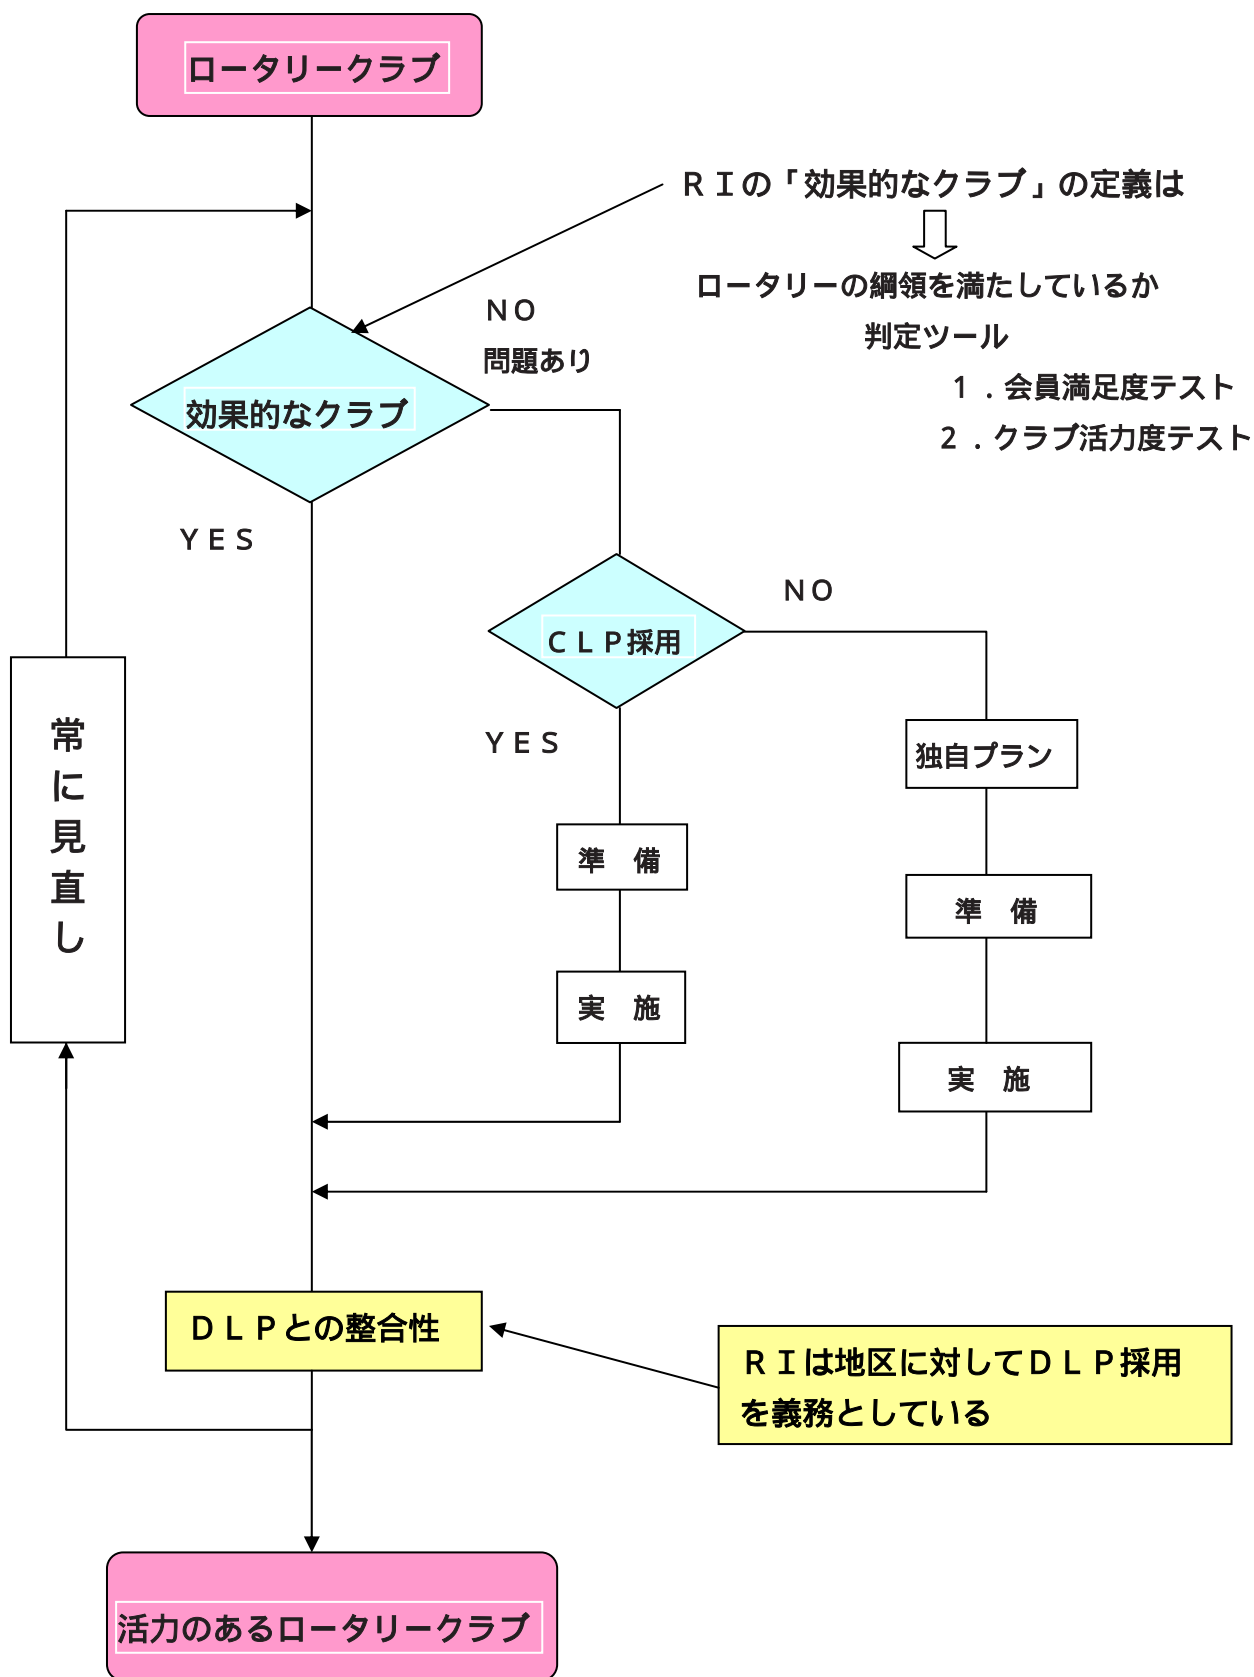 ロータリークラブ
ＲＩの「効果的なクラブ」の定義は
ロータリーの綱領を満たしているか
判定ツール
１．会員満足度テスト
２．クラブ活力度テスト
ＮＯ
問題あり
効果的なクラブ
ＹＥＳ
ＮＯ
ＣＬＰ採用
ＹＥＳ
独自プラン
準　備
準　備
実　施
実　施
常に見直し
ＤＬＰとの整合性
ＲＩは地区に対してＤＬＰ採用
を義務としている
活力のあるロータリークラブ